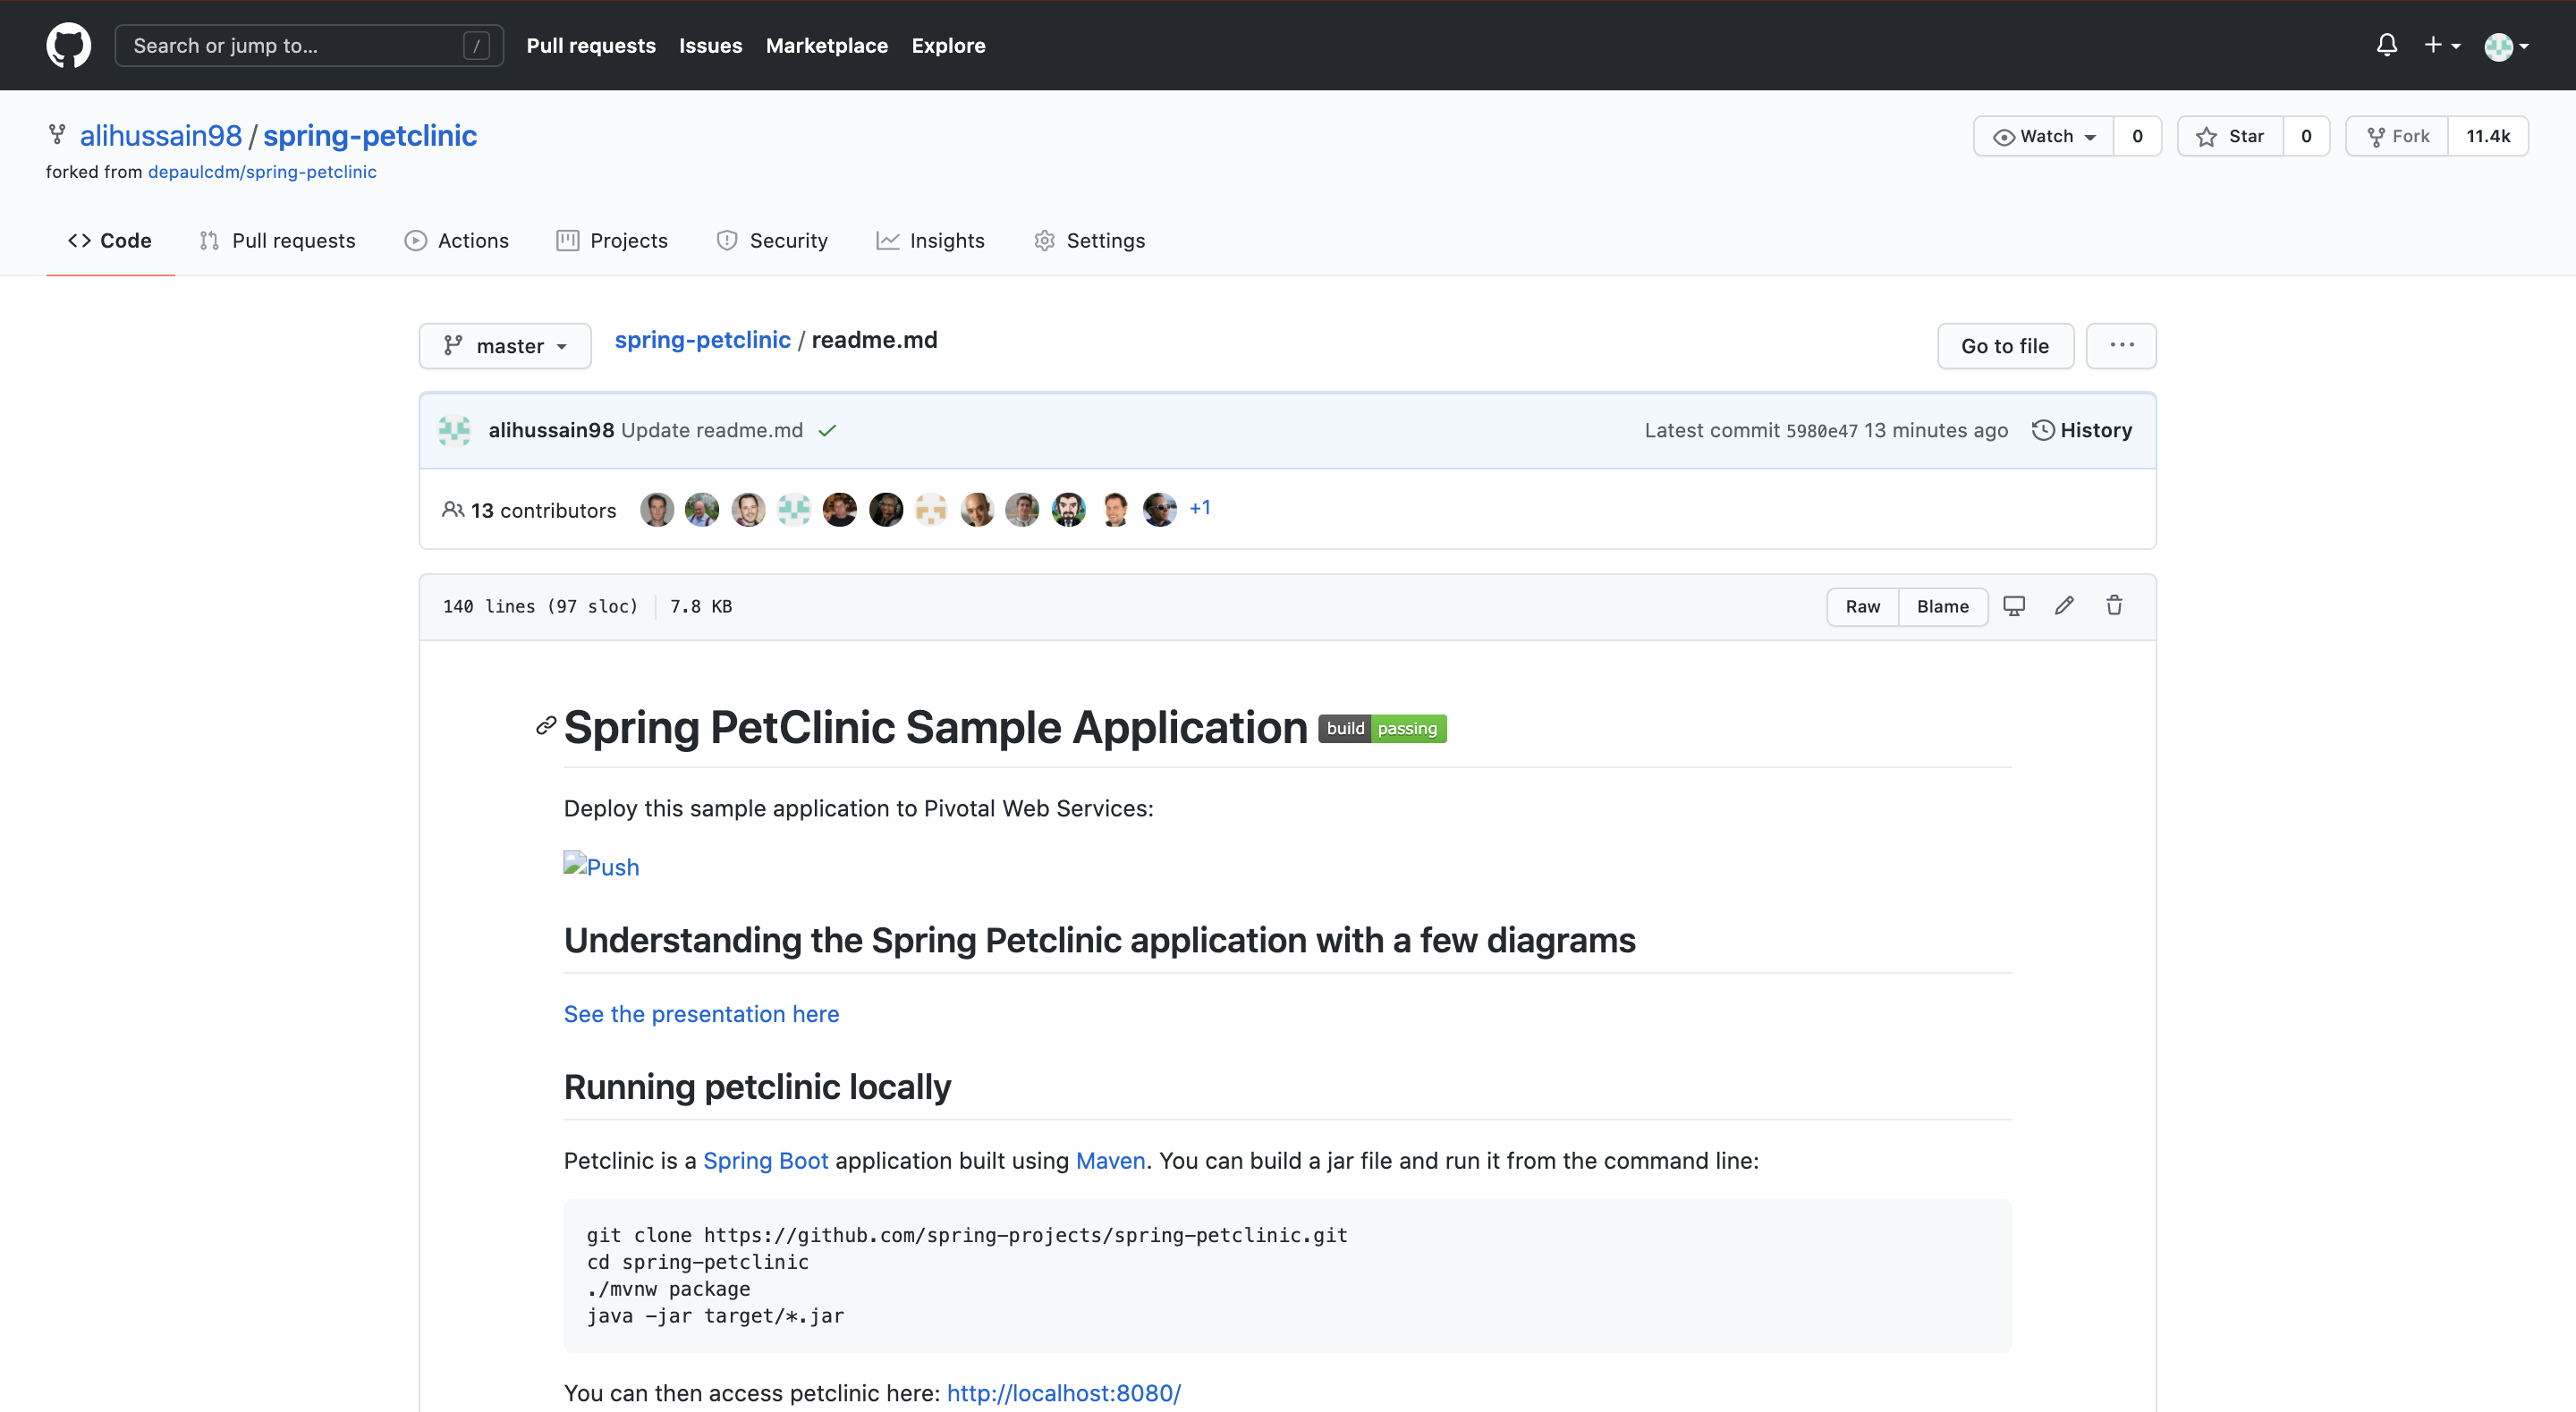 Search or jump to... /
Pull requests Issues Marketplace Explore
alihussain98 / spring-petclinic
forked from depaulcdm/spring-petclinic
Watch 0 Star 0 Fork 11.4k
Code Pull requests Actions Projects Security Insights Settings
master spring-petclinic / readme.md Go to file ...
alihussain98 Update readme.md Latest commit 5980e47 13 minutes ago History
13 contributors +1
140 lines (97 sloc) 7.8 KB Raw Blame
Spring PetClinic Sample Application build passing
Deploy this sample application to Pivotal Web Services:
Push
Understanding the Spring Petclinic application with a few diagrams
See the presentation here
Running petclinic locally
Petclinic is a Spring Boot application built using Maven. You can build a jar file and run it from the command line:
git clone https://github.com/spring-projects/spring-petclinic.git
cd spring-petclinic
./mvnw package
java -jar target/*.jar
You can then access petclinic here: http://localhost:8080/